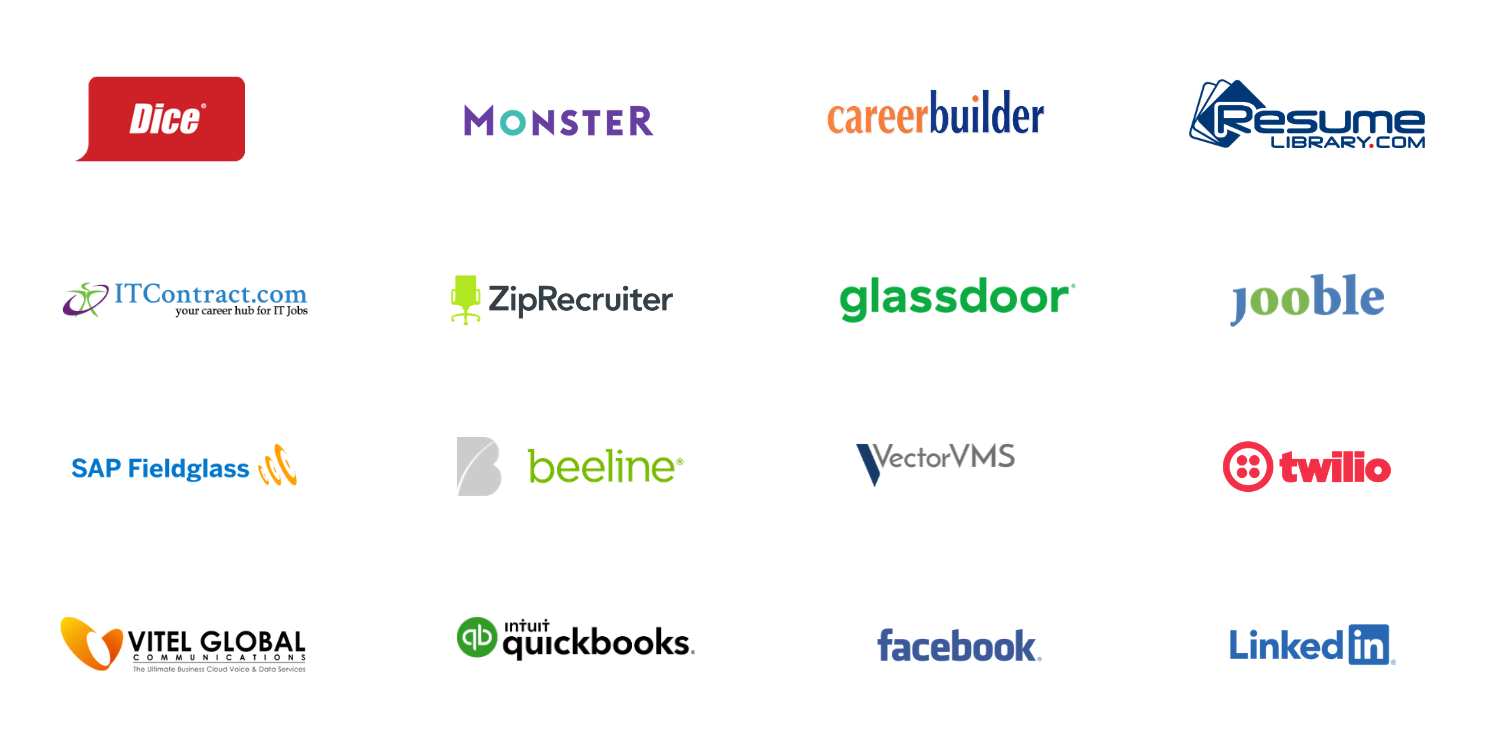 Dice®
MONSTER
careerbuilder
RESUME
LIBRARY.COM
ITContract.com
your career hub for IT Jobs
ZipRecruiter
glassdoor®
jooble
SAP Fieldglass
B
beeline®
VectorVMS
twilio
VITEL GLOBAL
COMMUNICATIONS
The Ultimate Business Cloud Voice & Data Services
qb
intuit
quickbooks.
facebook®
Linkedin®